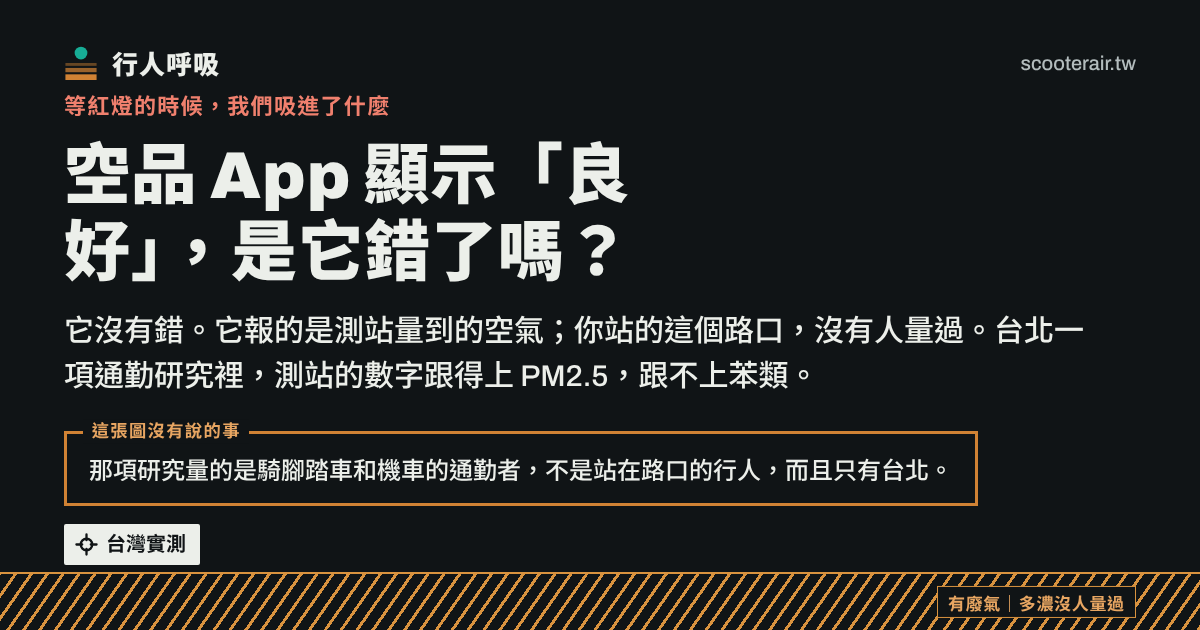 行人呼吸
scooterair.tw
等紅燈的時候，我們吸進了什麼
空品 App 顯示「良
好」，是它錯了嗎？
它沒有錯。它報的是測站量到的空氣；你站的這個路口，沒有人量過。台北一
項通勤研究裡，測站的數字跟得上 PM2.5，跟不上苯類。
這張圖沒有說的事
那項研究量的是騎腳踏車和機車的通勤者，不是站在路口的行人，而且只有台北。
台灣實測
有廢氣｜多濃沒人量過